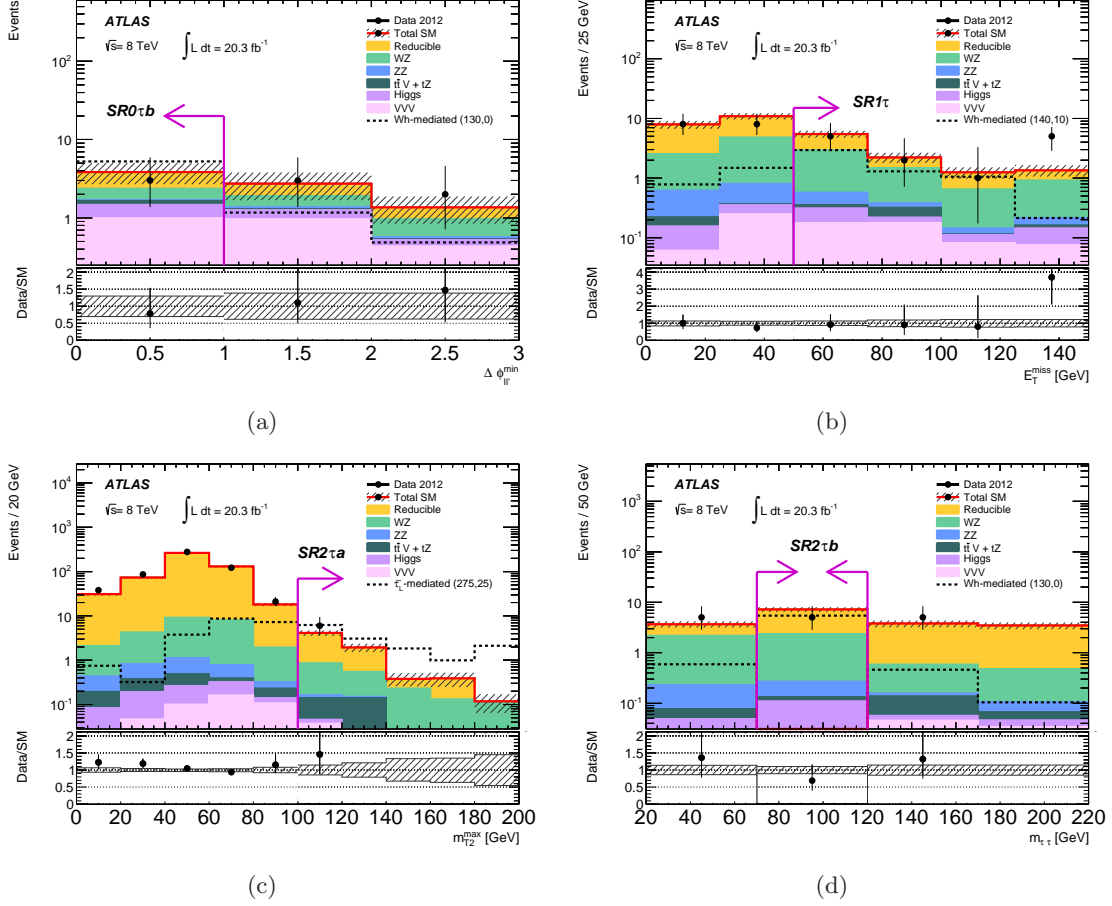 Events
ATLAS
√s= 8 TeV
∫ L dt = 20.3 fb⁻¹
SR0τb
Data 2012
Total SM
Reducible
WZ
ZZ
tt̄ V + tZ
Higgs
VVV
Wh-mediated (130,0)
10²
10
1
Data/SM
2
1.5
1
0.5
0
0 0.5 1 1.5 2 2.5 3
Δ ϕ_ll'^min
(a)
Events / 25 GeV
ATLAS
√s= 8 TeV
∫ L dt = 20.3 fb⁻¹
SR1τ
Data 2012
Total SM
Reducible
WZ
ZZ
tt̄ V + tZ
Higgs
VVV
Wh-mediated (140,10)
10³
10²
10
1
10⁻¹
Data/SM
4
3
2
1
0
0 20 40 60 80 100 120 140
E_T^miss [GeV]
(b)
Events / 20 GeV
ATLAS
√s= 8 TeV
∫ L dt = 20.3 fb⁻¹
SR2τa
Data 2012
Total SM
Reducible
WZ
ZZ
tt̄ V + tZ
Higgs
VVV
τ̃_L-mediated (275,25)
10⁴
10³
10²
10
1
10⁻¹
Data/SM
2
1.5
1
0.5
0
0 20 40 60 80 100 120 140 160 180 200
m_T2^max [GeV]
(c)
Events / 50 GeV
ATLAS
√s= 8 TeV
∫ L dt = 20.3 fb⁻¹
SR2τb
Data 2012
Total SM
Reducible
WZ
ZZ
tt̄ V + tZ
Higgs
VVV
Wh-mediated (130,0)
10³
10²
10
1
10⁻¹
Data/SM
2
1.5
1
0.5
0
20 40 60 80 100 120 140 160 180 200 220
m_ττ [GeV]
(d)